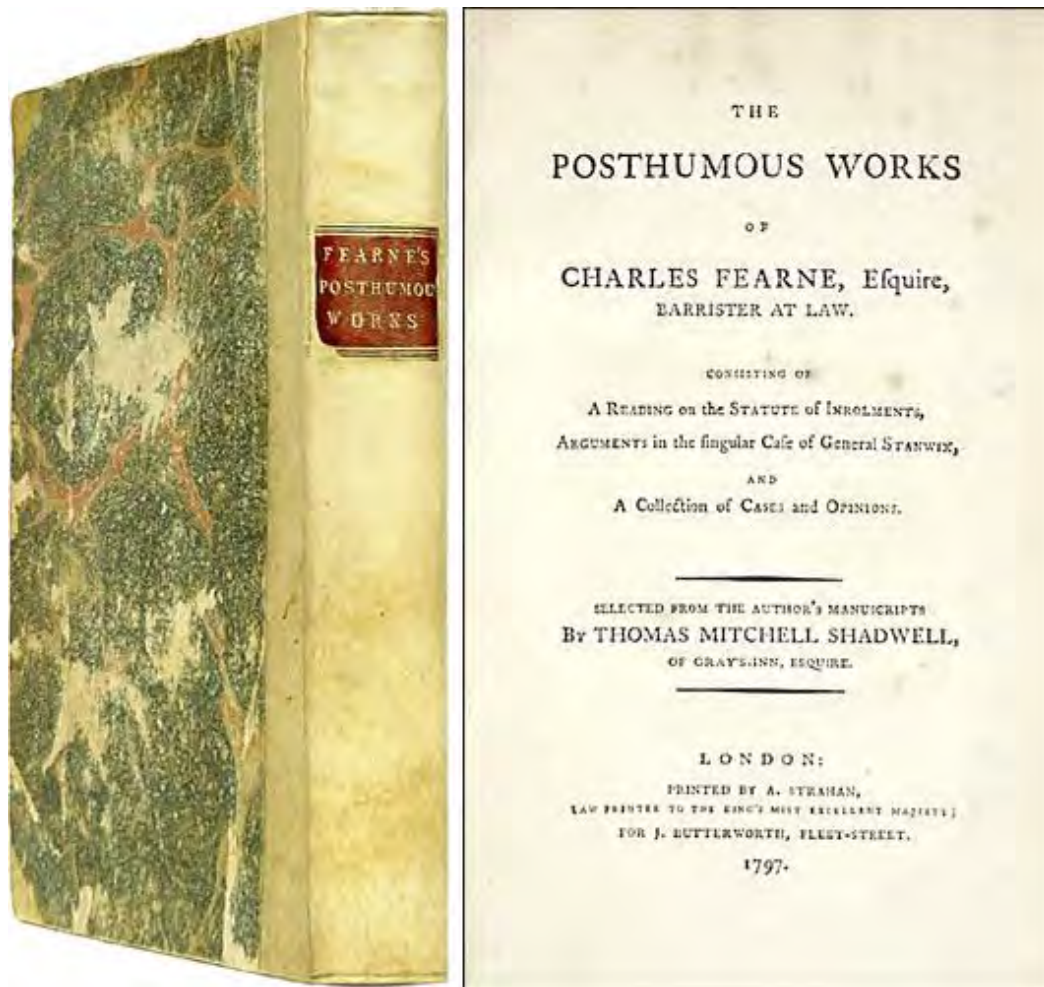 FEARNE'S
POSTHUMOU
WORKS
THE
POSTHUMOUS WORKS
OF
CHARLES FEARNE, Eſquire,
BARRISTER AT LAW.
CONSISTING OF
A READING on the STATUTE of INROLMENTS,
ARGUMENTS in the ſingular Caſe of General STANWIX,
AND
A Collection of CASES and OPINIONS.
SELECTED FROM THE AUTHOR'S MANUSCRIPTS
BY THOMAS MITCHELL SHADWELL,
OF GRAY'S-INN, ESQUIRE.
LONDON:
PRINTED BY A. STRAHAN,
LAW PRINTER TO THE KING'S MOST EXCELLENT MAJESTY;
FOR J. BUTTERWORTH, FLEET-STREET.
1797.